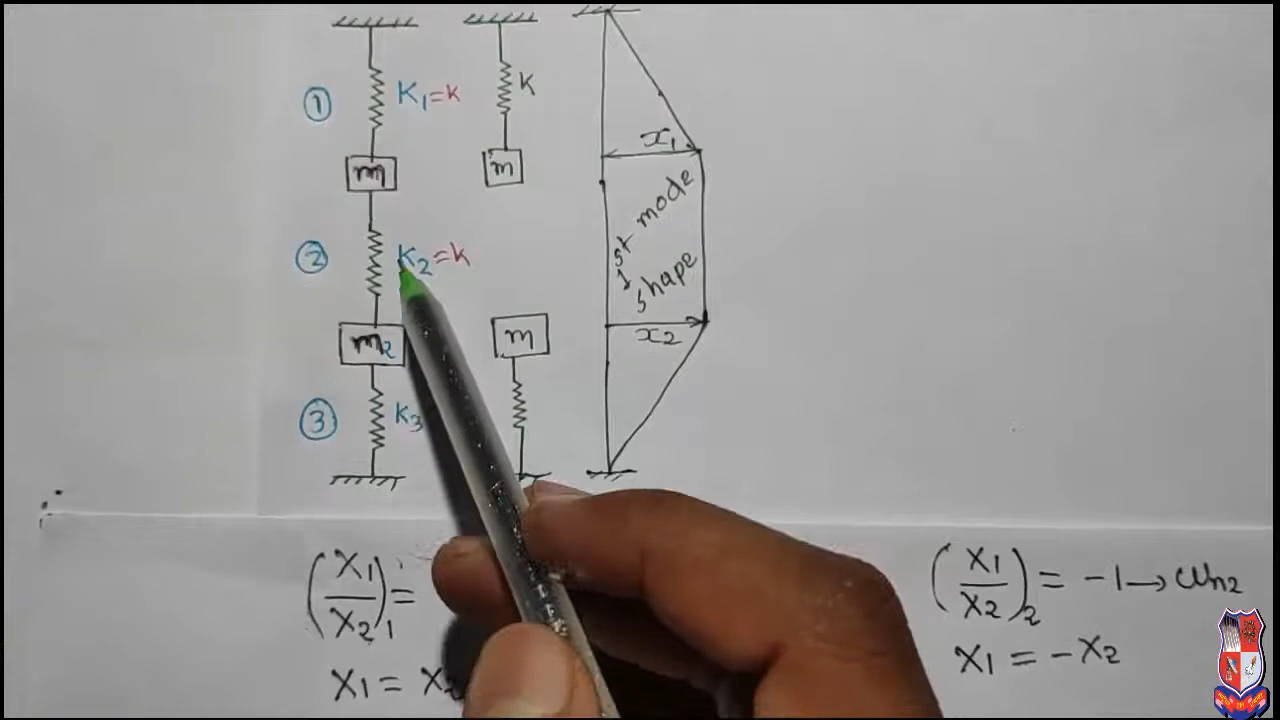 ① K1=k
K
m
m
x1
1st mode shape
② K2=k
m2
m
x2
③ K3
(X1/X2)1 =
(X1/X2)2 = -1→ωn2
X1 = X2
X1 = -X2